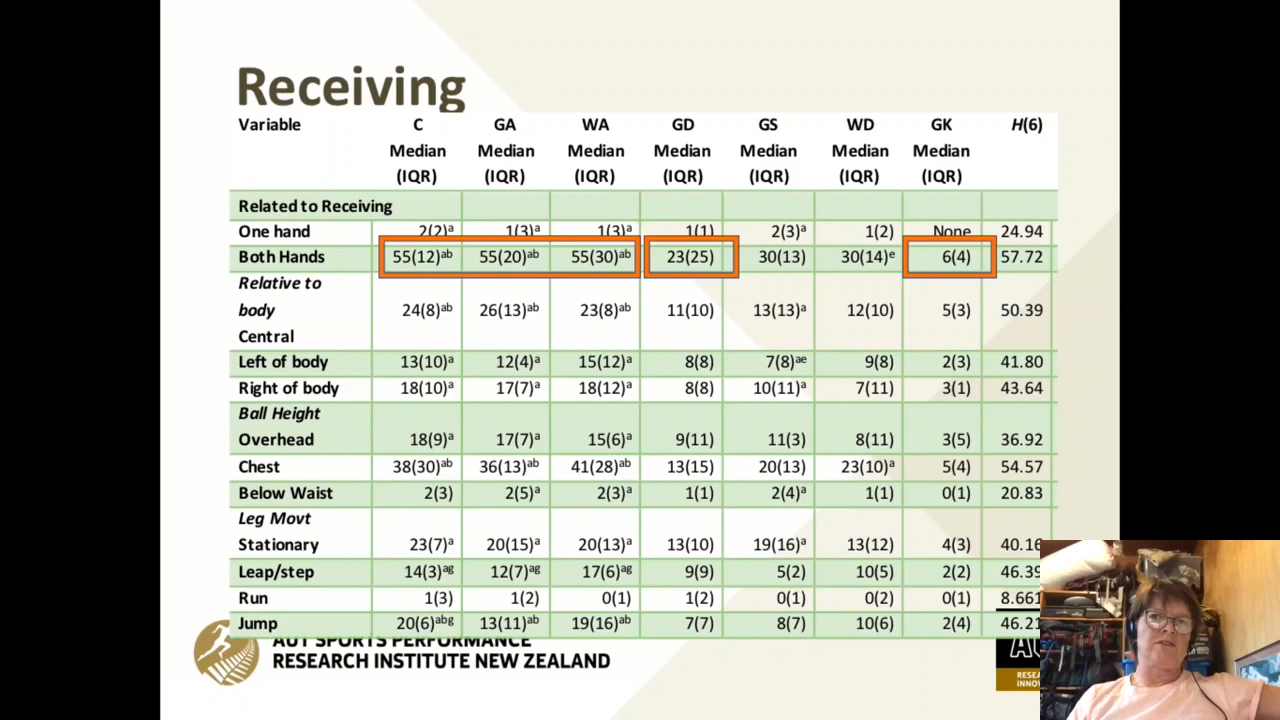 Receiving
Variable C GA WA GD GS WD GK H(6)
Median Median Median Median Median Median Median
(IQR) (IQR) (IQR) (IQR) (IQR) (IQR) (IQR)
Related to Receiving
One hand 2(2)ᵃ 1(3)ᵃ 1(3)ᵃ 1(1) 2(3)ᵃ 1(2) None 24.94
Both Hands 55(12)ᵃᵇ 55(20)ᵃᵇ 55(30)ᵃᵇ 23(25) 30(13) 30(14)ᵉ 6(4) 57.72
Relative to
body 24(8)ᵃᵇ 26(13)ᵃᵇ 23(8)ᵃᵇ 11(10) 13(13)ᵃ 12(10) 5(3) 50.39
Central
Left of body 13(10)ᵃ 12(4)ᵃ 15(12)ᵃ 8(8) 7(8)ᵃᵉ 9(8) 2(3) 41.80
Right of body 18(10)ᵃ 17(7)ᵃ 18(12)ᵃ 8(8) 10(11)ᵃ 7(11) 3(1) 43.64
Ball Height
Overhead 18(9)ᵃ 17(7)ᵃ 15(6)ᵃ 9(11) 11(3) 8(11) 3(5) 36.92
Chest 38(30)ᵃᵇ 36(13)ᵃᵇ 41(28)ᵃᵇ 13(15) 20(13) 23(10)ᵃ 5(4) 54.57
Below Waist 2(3) 2(5)ᵃ 2(3)ᵃ 1(1) 2(4)ᵃ 1(1) 0(1) 20.83
Leg Movt
Stationary 23(7)ᵃ 20(15)ᵃ 20(13)ᵃ 13(10) 19(16)ᵃ 13(12) 4(3) 40.16
Leap/step 14(3)ᵃᵍ 12(7)ᵃᵍ 17(6)ᵃᵍ 9(9) 5(2) 10(5) 2(2) 46.39
Run 1(3) 1(2) 0(1) 1(2) 0(1) 0(2) 0(1) 8.661
Jump 20(6)ᵃᵇᵍ 13(11)ᵃᵇ 19(16)ᵃᵇ 7(7) 8(7) 10(6) 2(4) 46.21
AUT SPORTS PERFORMANCE
RESEARCH INSTITUTE NEW ZEALAND